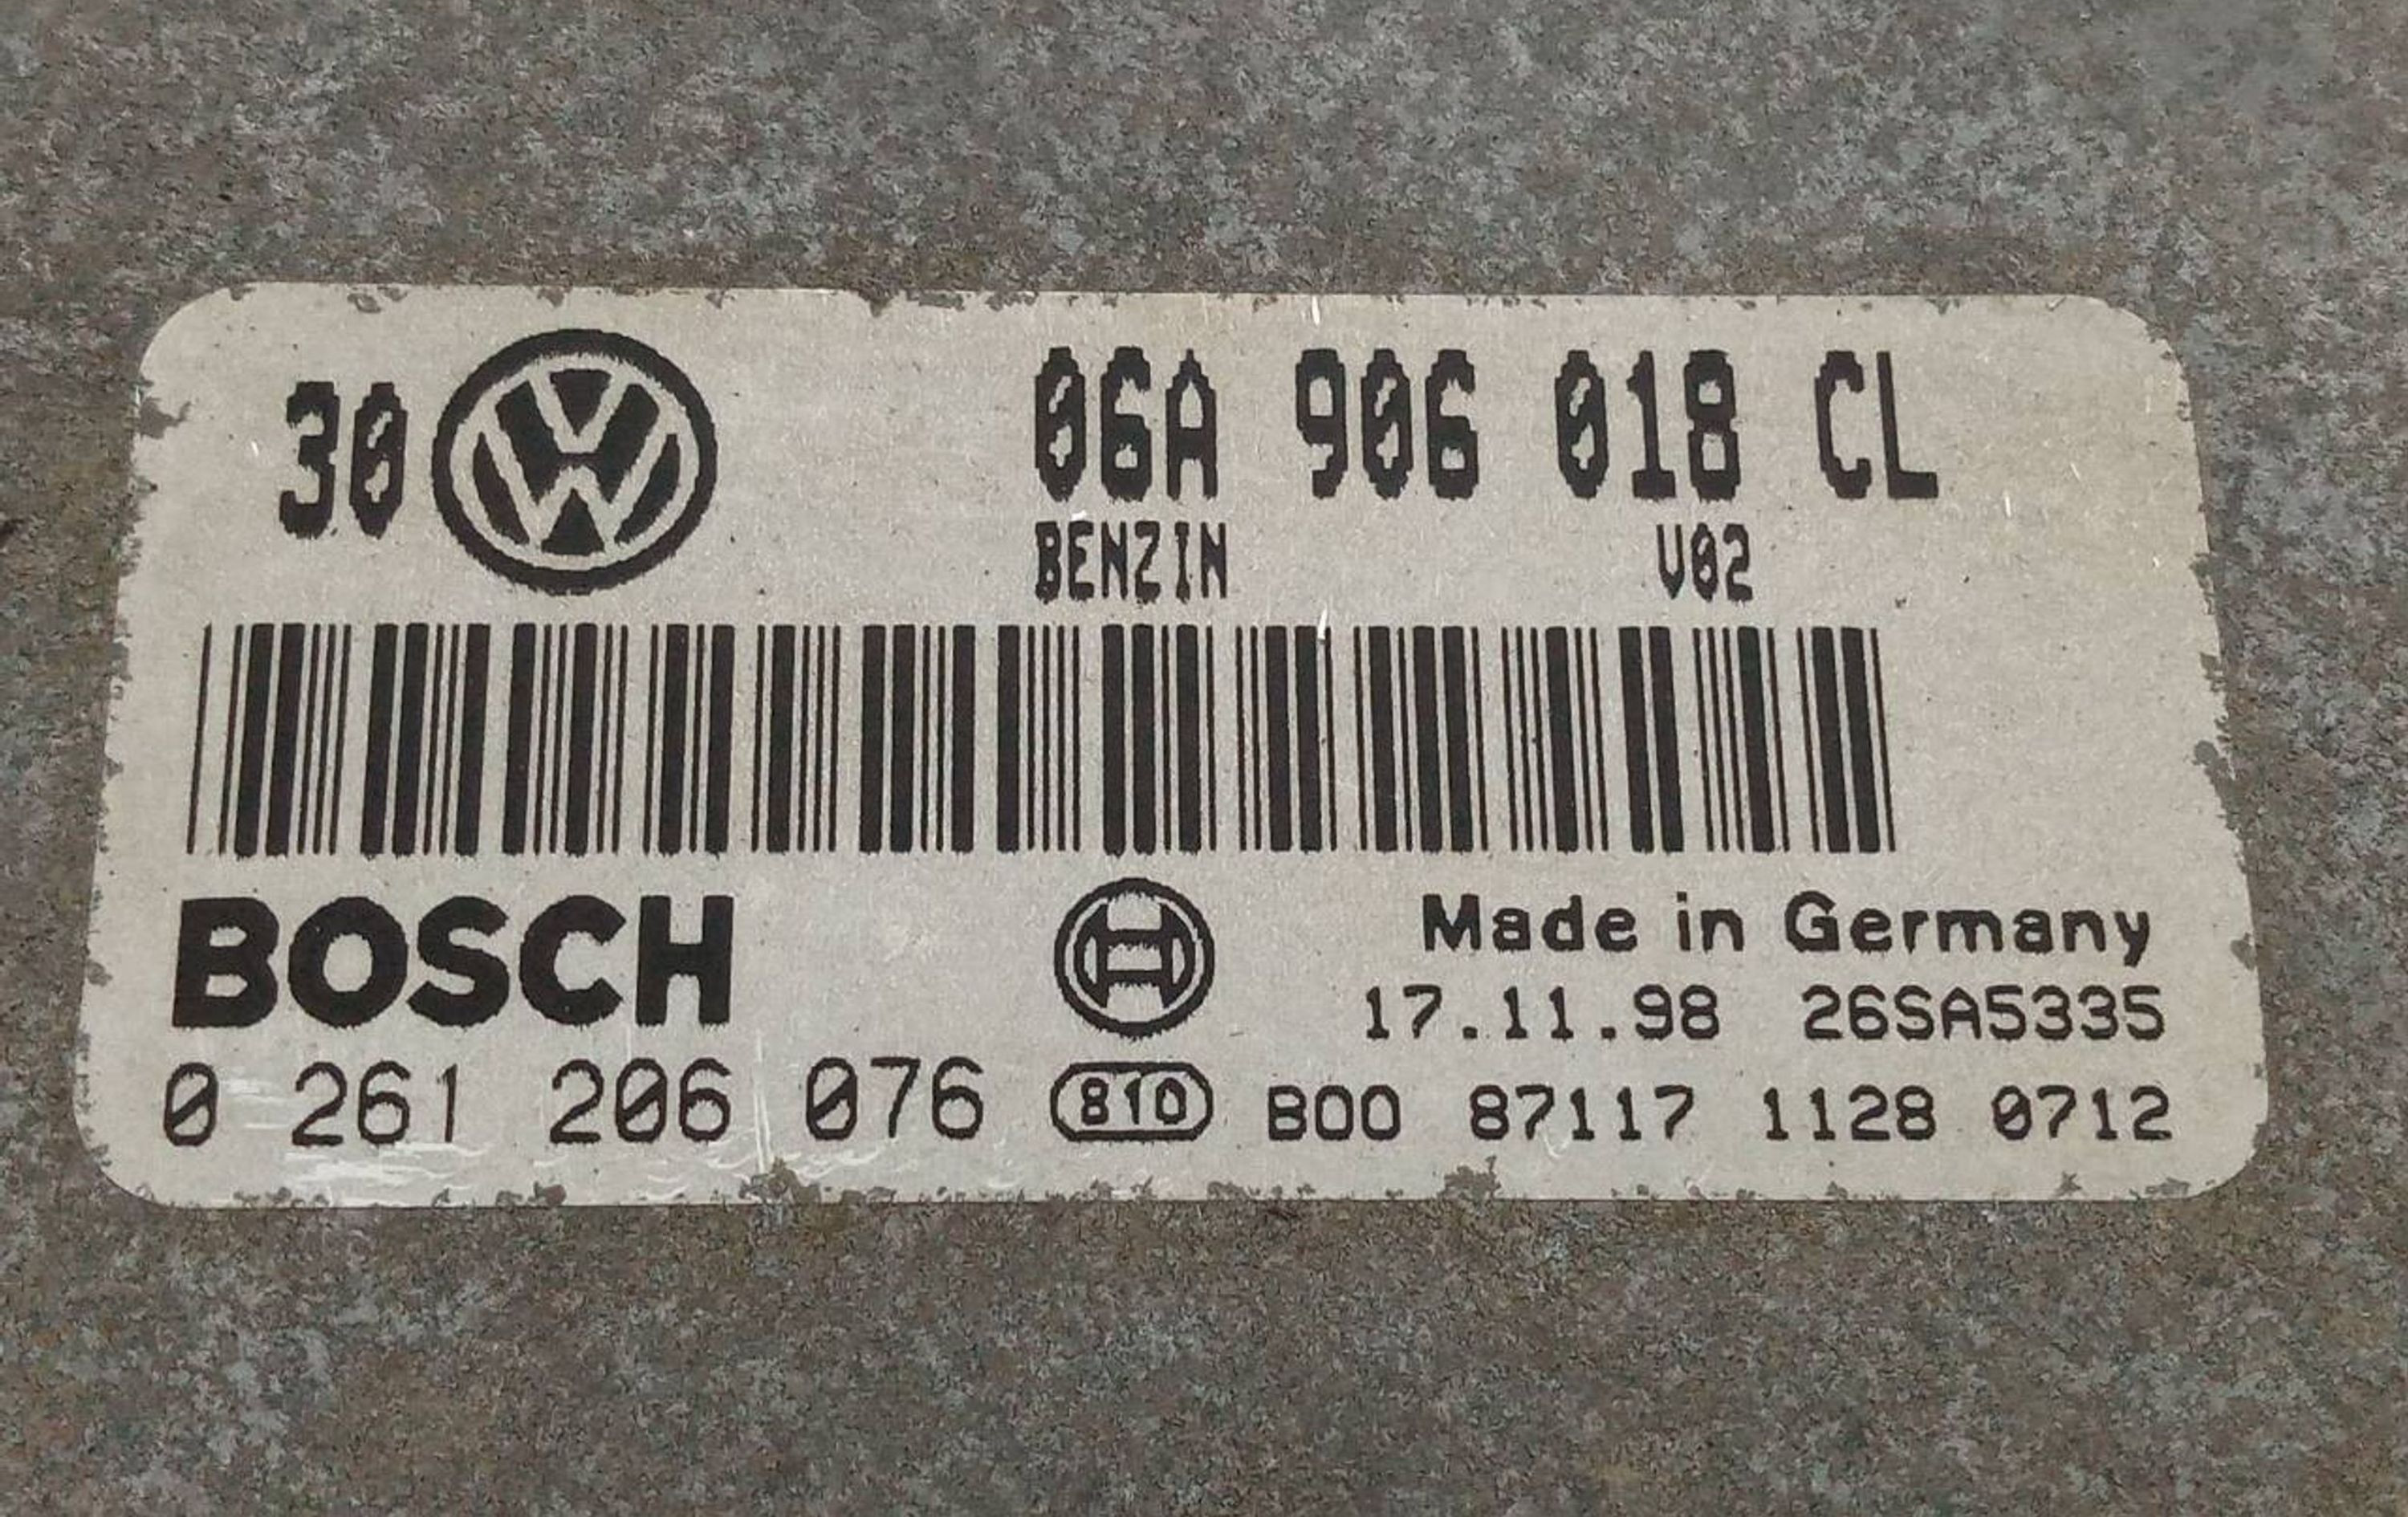 30 06A 906 018 CL
BENZIN V02
BOSCH Made in Germany
17.11.98 26SA5335
0 261 206 076 810 B00 87117 1128 0712